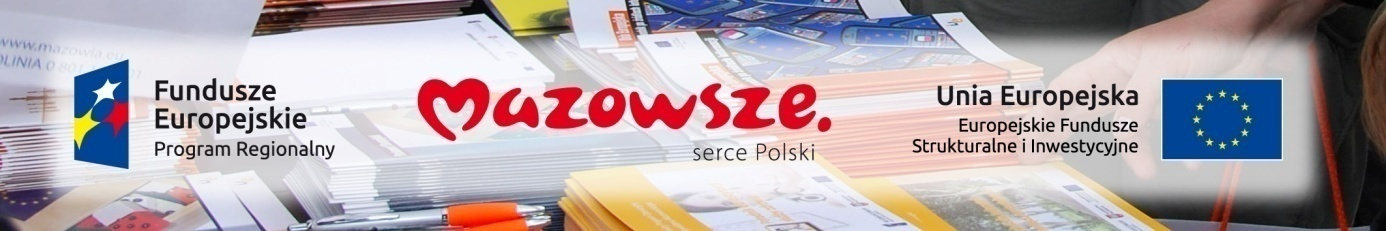 www.mazowia.eu
Fundusze
Europejskie
Program Regionalny
mazowsze.
serce Polski
Unia Europejska
Europejskie Fundusze
Strukturalne i Inwestycyjne